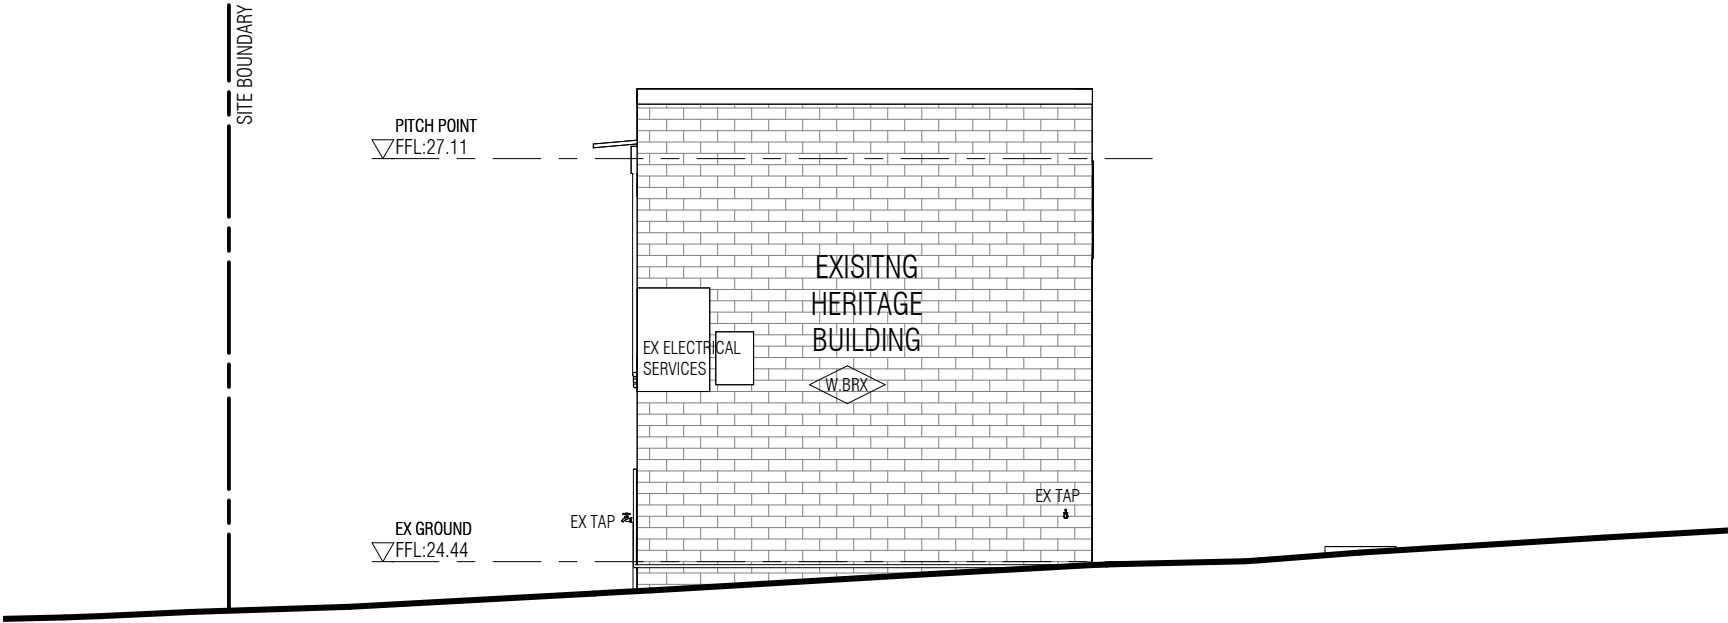 SITE BOUNDARY
PITCH POINT
FFL:27.11
EXISITNG
HERITAGE
BUILDING
EX ELECTRICAL
SERVICES
W.BRX
EX TAP
EX TAP
EX GROUND
FFL:24.44